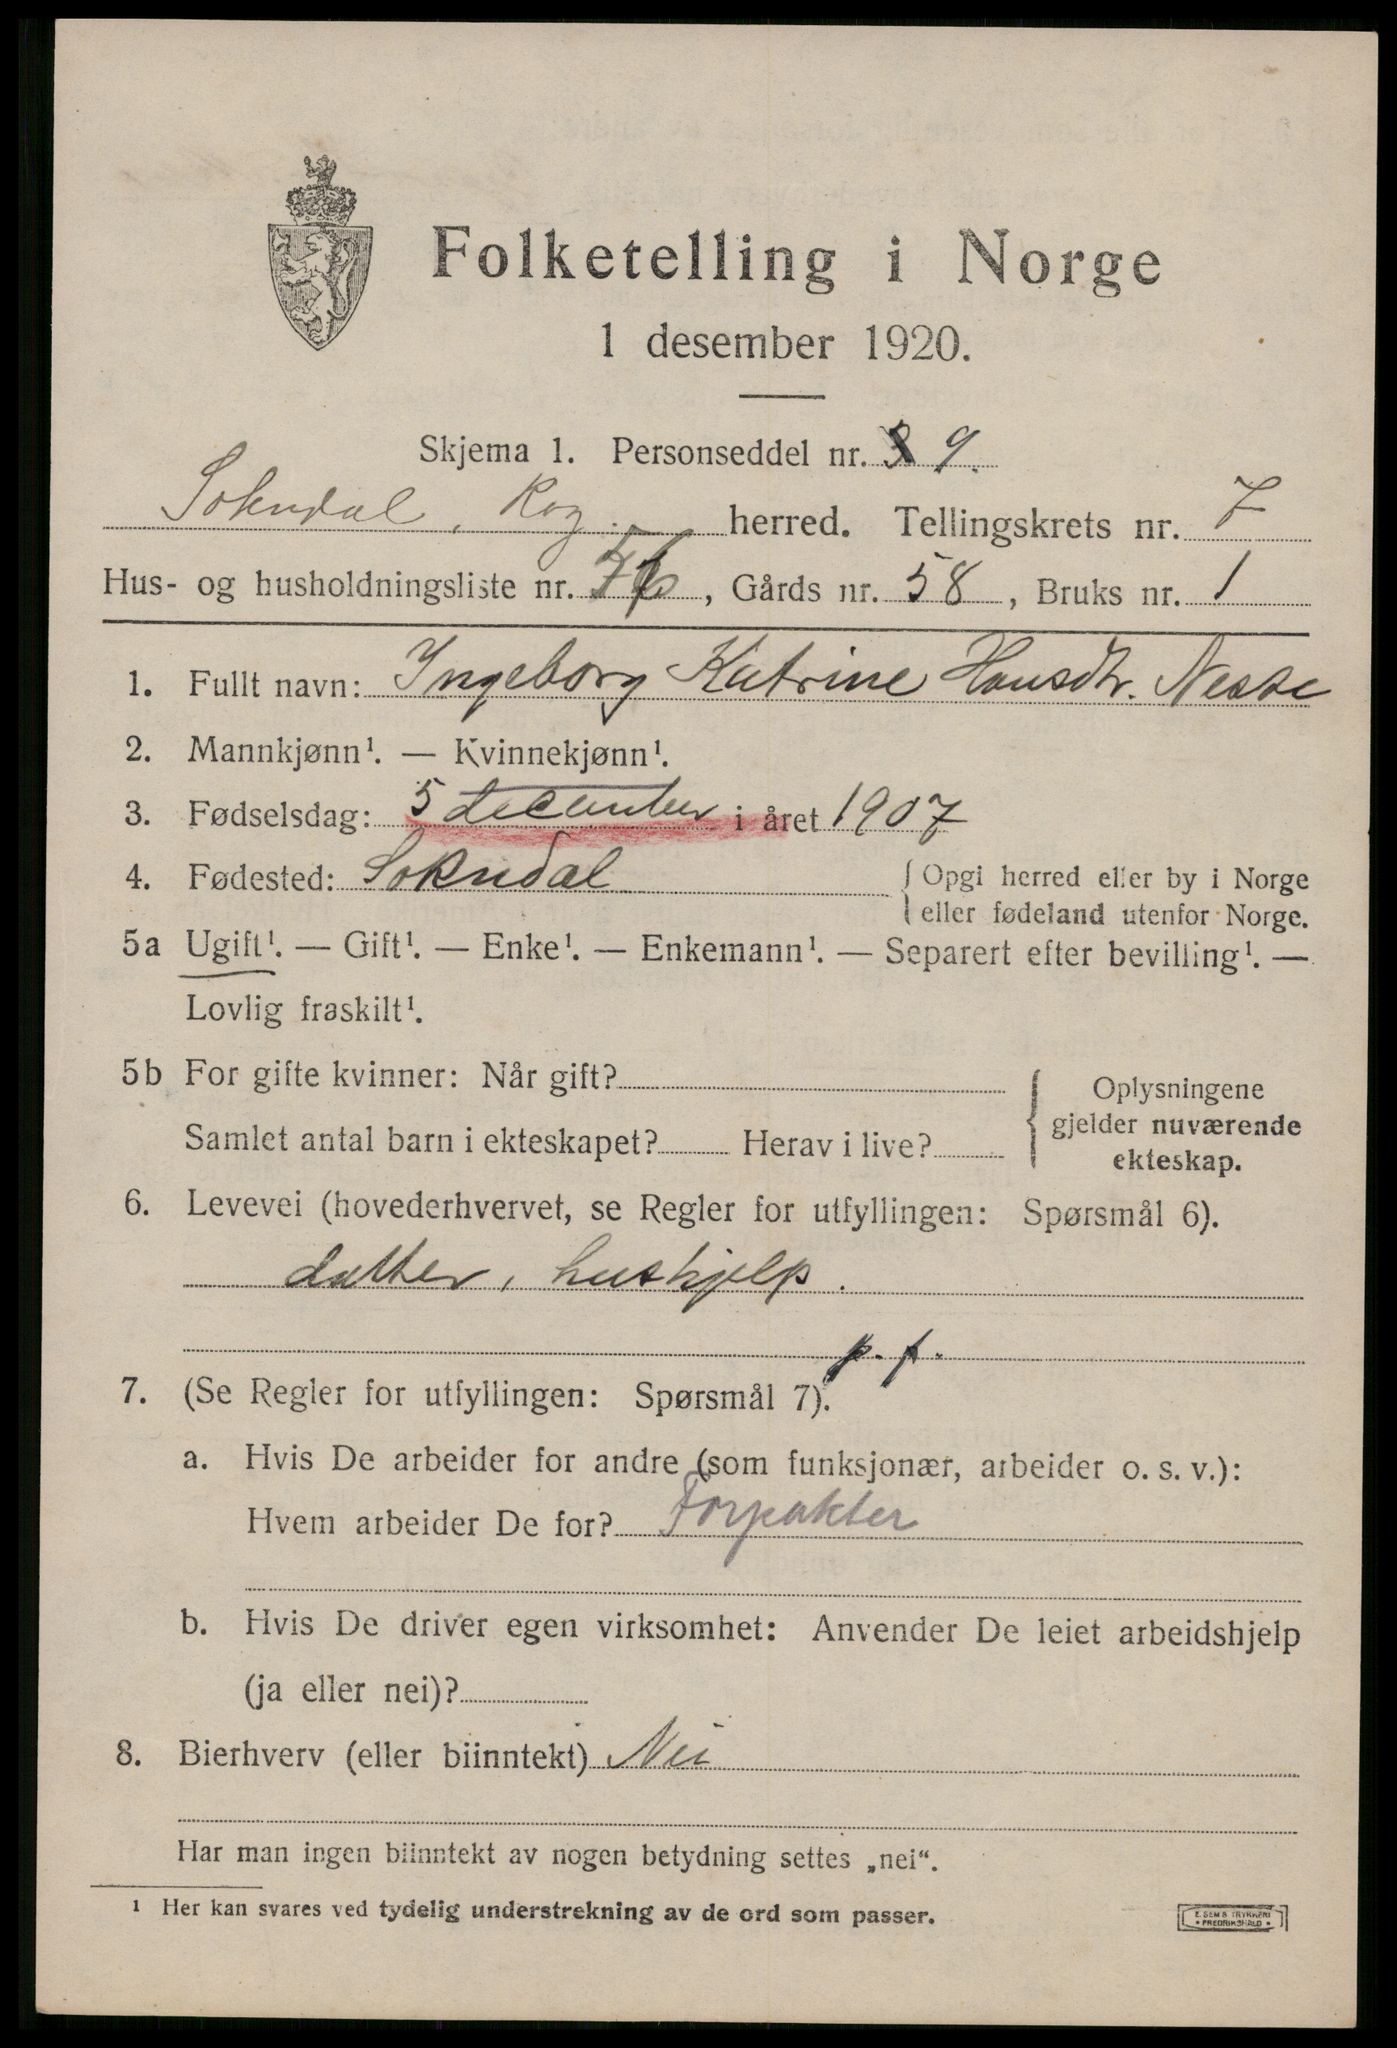 Folketelling i Norge
1 desember 1920.
Skjema 1. Personseddel nr. 9.
Sokndal, Rog. herred. Tellingskrets nr. 7
Hus- og husholdningsliste nr. , Gårds nr. 58, Bruks nr. 1
1. Fullt navn: Ingeborg Katrine Hansdtr. Nesse
2. Mannkjønn¹. — Kvinnekjønn¹.
3. Fødselsdag: 5 december i året 1907
4. Fødested: Sokndal { Opgi herred eller by i Norge
eller fødeland utenfor Norge.
5a Ugift¹. — Gift¹. — Enke¹. — Enkemann¹. — Separert efter bevilling¹. —
Lovlig fraskilt¹.
5b For gifte kvinner: Når gift?
Samlet antal barn i ekteskapet? Herav i live?
{ Oplysningene
gjelder nuværende
ekteskap.
6. Levevei (hovederhvervet, se Regler for utfyllingen: Spørsmål 6).
datter, huskjelp.
p. f.
7. (Se Regler for utfyllingen: Spørsmål 7).
a. Hvis De arbeider for andre (som funksjonær, arbeider o. s. v.):
Hvem arbeider De for? Forpakter
b. Hvis De driver egen virksomhet: Anvender De leiet arbeidshjelp
(ja eller nei)?
8. Bierhverv (eller biinntekt) Nei
Har man ingen biinntekt av nogen betydning settes „nei“.
¹ Her kan svares ved tydelig understrekning av de ord som passer.
E. SEM S TRYKKERI
• FREDRIKSHALD •